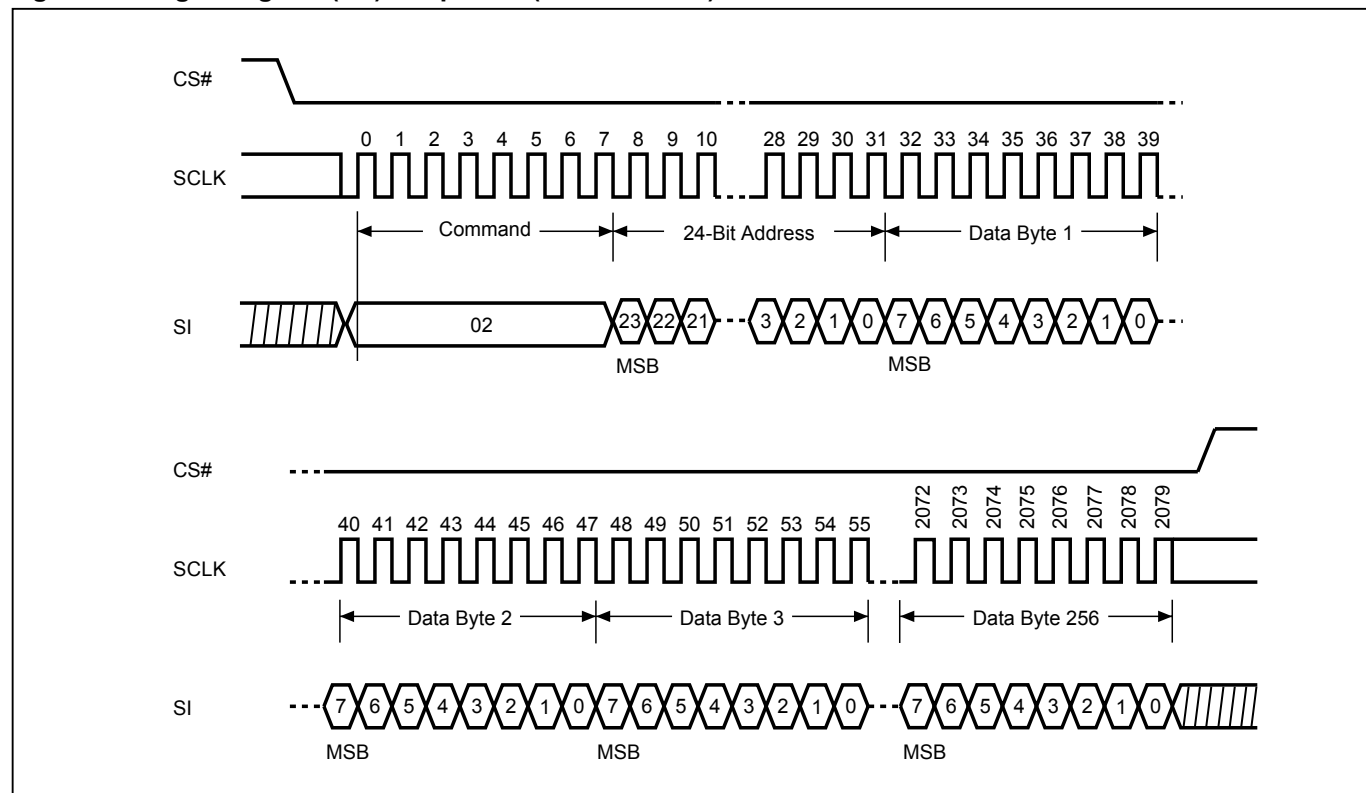 CS#
0 1 2 3 4 5 6 7 8 9 10 28 29 30 31 32 33 34 35 36 37 38 39
SCLK
Command 24-Bit Address Data Byte 1
SI 02 23 22 21 3 2 1 0 7 6 5 4 3 2 1 0
MSB MSB
CS#
40 41 42 43 44 45 46 47 48 49 50 51 52 53 54 55 2072 2073 2074 2075 2076 2077 2078 2079
SCLK
Data Byte 2 Data Byte 3 Data Byte 256
SI 7 6 5 4 3 2 1 0 7 6 5 4 3 2 1 0 7 6 5 4 3 2 1 0
MSB MSB MSB